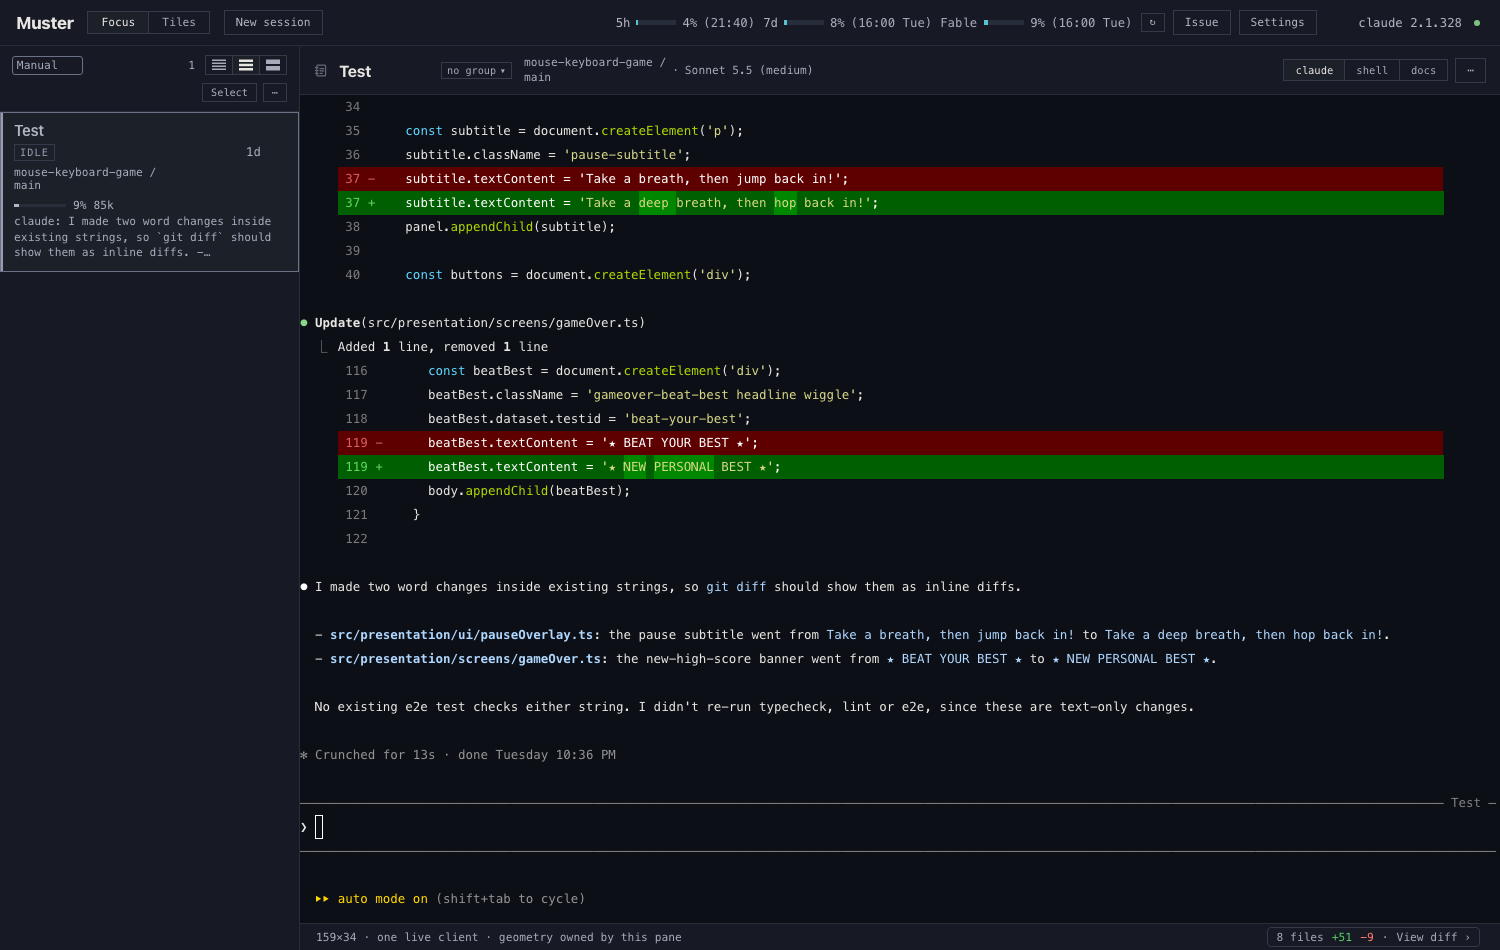 Muster Focus Tiles New session 5h 4% (21:40) 7d 8% (16:00 Tue) Fable 9% (16:00 Tue) ↻ Issue Settings claude 2.1.328
Manual 1
Select ⋯
Test
IDLE 1d
mouse-keyboard-game /
main
9% 85k
claude: I made two word changes inside
existing strings, so `git diff` should
show them as inline diffs. −…
Test no group ▾ mouse-keyboard-game / main · Sonnet 5.5 (medium) claude shell docs ⋯
34
35 const subtitle = document.createElement('p');
36 subtitle.className = 'pause-subtitle';
37 − subtitle.textContent = 'Take a breath, then jump back in!';
37 + subtitle.textContent = 'Take a deep breath, then hop back in!';
38 panel.appendChild(subtitle);
39
40 const buttons = document.createElement('div');
● Update(src/presentation/screens/gameOver.ts)
⎿ Added 1 line, removed 1 line
116 const beatBest = document.createElement('div');
117 beatBest.className = 'gameover-beat-best headline wiggle';
118 beatBest.dataset.testid = 'beat-your-best';
119 − beatBest.textContent = '★ BEAT YOUR BEST ★';
119 + beatBest.textContent = '★ NEW PERSONAL BEST ★';
120 body.appendChild(beatBest);
121 }
122
● I made two word changes inside existing strings, so git diff should show them as inline diffs.
− src/presentation/ui/pauseOverlay.ts: the pause subtitle went from Take a breath, then jump back in! to Take a deep breath, then hop back in!.
− src/presentation/screens/gameOver.ts: the new-high-score banner went from ★ BEAT YOUR BEST ★ to ★ NEW PERSONAL BEST ★.
No existing e2e test checks either string. I didn't re-run typecheck, lint or e2e, since these are text-only changes.
✻ Crunched for 13s · done Tuesday 10:36 PM
Test
❯
⏵⏵ auto mode on (shift+tab to cycle)
159×34 · one live client · geometry owned by this pane 8 files +51 −9 · View diff ›